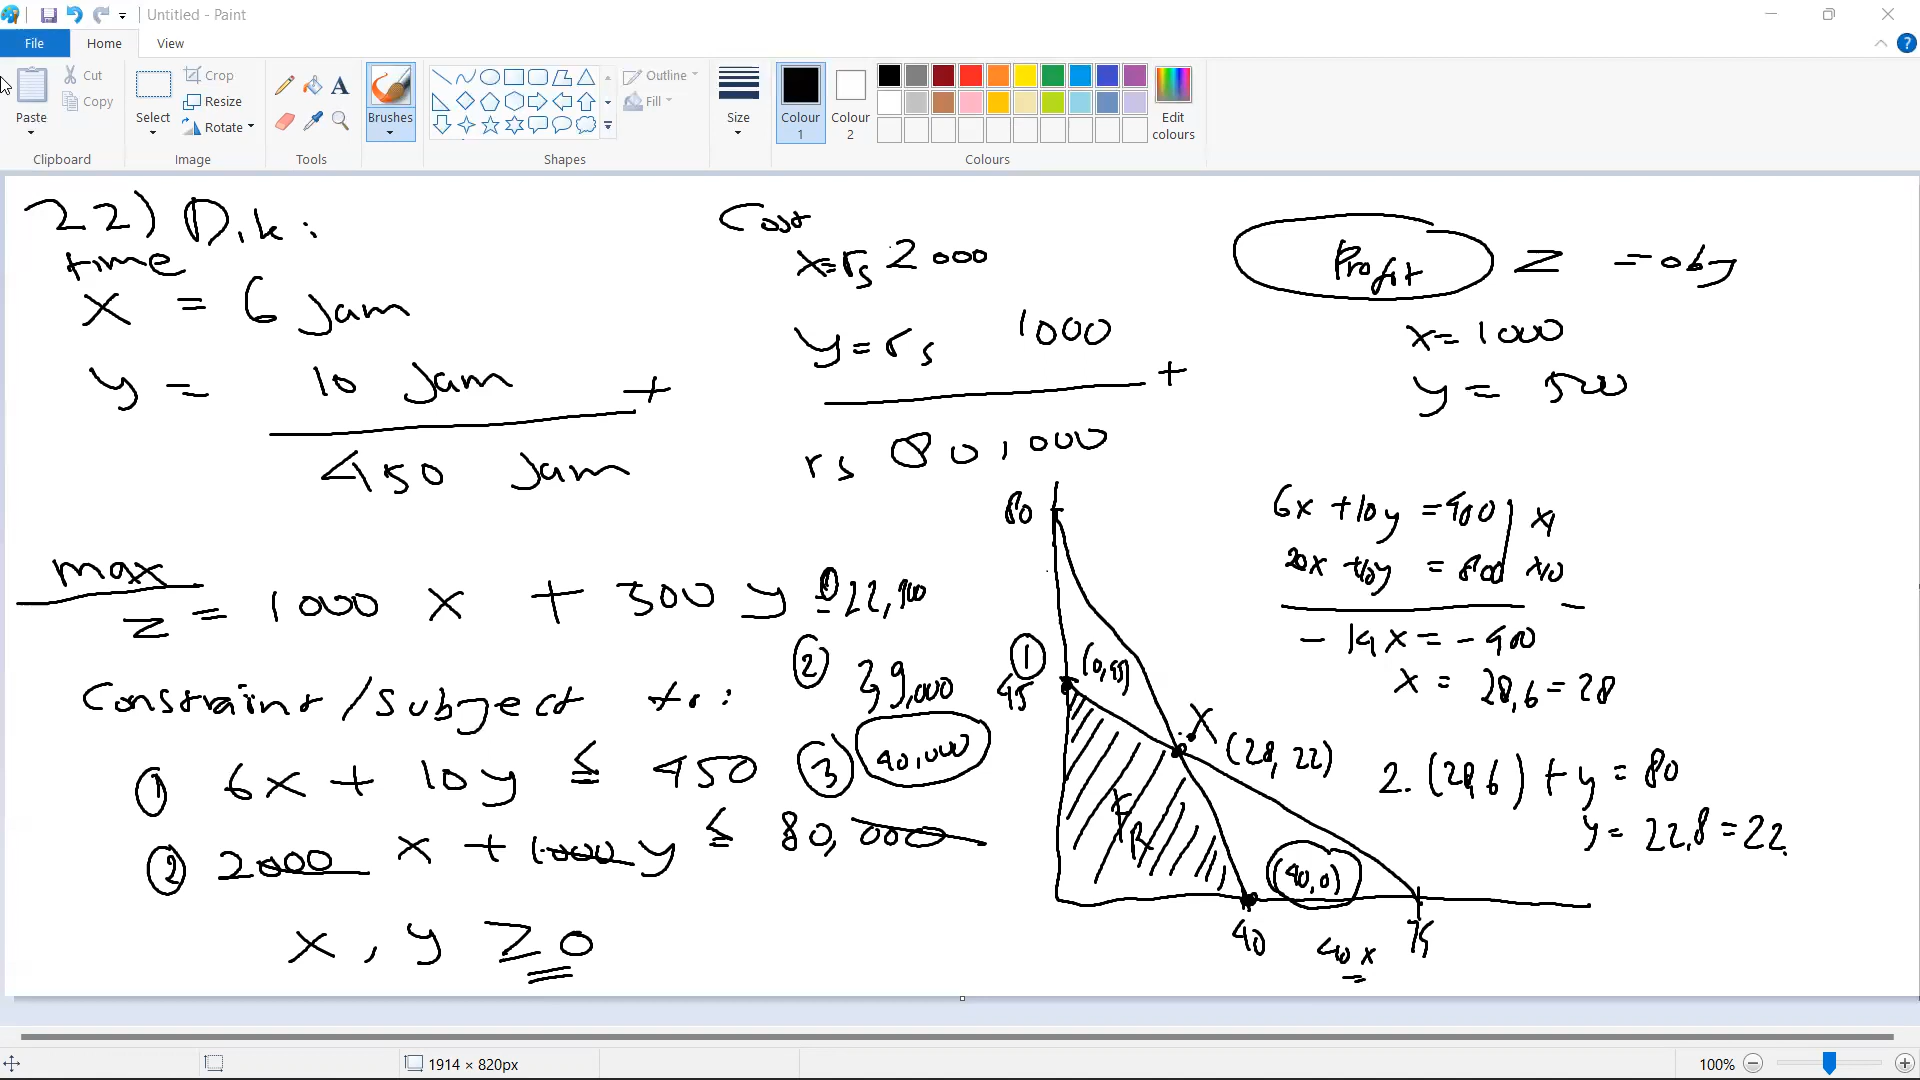 Untitled - Paint
File Home View
Paste
Cut
Copy
Clipboard
Select
Crop
Resize
Rotate
Image
Tools
Brushes
Outline
Fill
Shapes
Size
Colour 1
Colour 2
Edit colours
Colours
22) Dik:
time
x = 6 Jam
y = 10 Jam +
450 Jam
Cost
x=rs 2000
y=rs 1000 +
rs 80,000
Profit Z =obj
x=1000
y= 500
max
z = 1000 x + 500 y
① 22,500
② 39,000
③ 40,000
Constraint/subject to:
① 6x + 10y ≤ 450
② 2000 x + 1000 y ≤ 80,000
x, y ≥ 0
80
① 45
(0,45)
X
(28, 22)
FR
(40,0)
40
75
40 x
6x +10y =
20x +10y = 800
x10
- 14x = -
x = 28,6 = 28
2. (28,6) + y = 80
y= 22,8 = 22.
1914 × 820px
100%